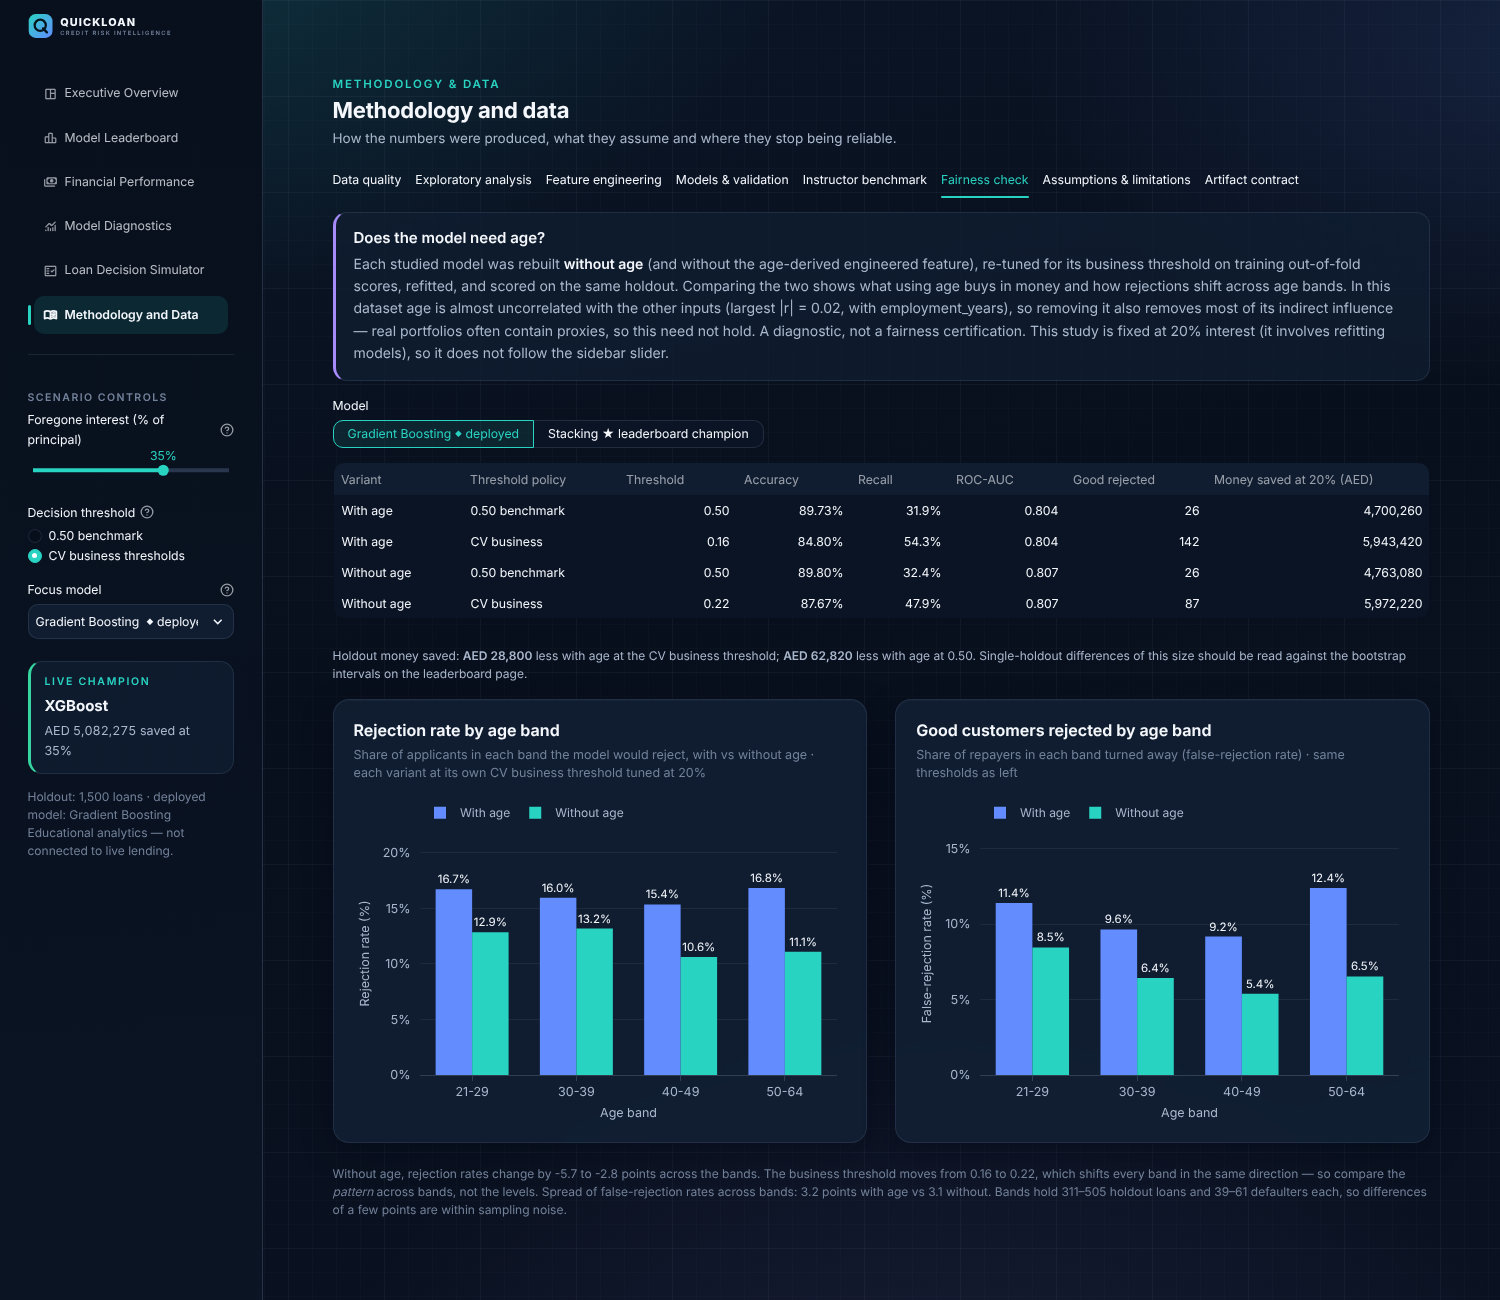 QUICKLOAN
CREDIT RISK INTELLIGENCE
Executive Overview
Model Leaderboard
Financial Performance
Model Diagnostics
Loan Decision Simulator
Methodology and Data
SCENARIO CONTROLS
Foregone interest (% of
principal)
35%
Decision threshold
0.50 benchmark
CV business thresholds
Focus model
Gradient Boosting ◆ deploye
LIVE CHAMPION
XGBoost
AED 5,082,275 saved at
35%
Holdout: 1,500 loans · deployed
model: Gradient Boosting
Educational analytics — not
connected to live lending.
METHODOLOGY & DATA
Methodology and data
How the numbers were produced, what they assume and where they stop being reliable.
Data quality Exploratory analysis Feature engineering Models & validation Instructor benchmark Fairness check Assumptions & limitations Artifact contract
Does the model need age?
Each studied model was rebuilt without age (and without the age-derived engineered feature), re-tuned for its business threshold on training out-of-fold
scores, refitted, and scored on the same holdout. Comparing the two shows what using age buys in money and how rejections shift across age bands. In this
dataset age is almost uncorrelated with the other inputs (largest |r| = 0.02, with employment_years), so removing it also removes most of its indirect influence
— real portfolios often contain proxies, so this need not hold. A diagnostic, not a fairness certification. This study is fixed at 20% interest (it involves refitting
models), so it does not follow the sidebar slider.
Model
Gradient Boosting ◆ deployed Stacking ★ leaderboard champion
Variant Threshold policy Threshold Accuracy Recall ROC-AUC Good rejected Money saved at 20% (AED)
With age 0.50 benchmark 0.50 89.73% 31.9% 0.804 26 4,700,260
With age CV business 0.16 84.80% 54.3% 0.804 142 5,943,420
Without age 0.50 benchmark 0.50 89.80% 32.4% 0.807 26 4,763,080
Without age CV business 0.22 87.67% 47.9% 0.807 87 5,972,220
Holdout money saved: AED 28,800 less with age at the CV business threshold; AED 62,820 less with age at 0.50. Single-holdout differences of this size should be read against the bootstrap
intervals on the leaderboard page.
Rejection rate by age band
Share of applicants in each band the model would reject, with vs without age ·
each variant at its own CV business threshold tuned at 20%
With age Without age
20%
15%
10%
5%
0%
Rejection rate (%)
16.7% 12.9% 16.0% 13.2% 15.4% 10.6% 16.8% 11.1%
21-29 30-39 40-49 50-64
Age band
Good customers rejected by age band
Share of repayers in each band turned away (false-rejection rate) · same
thresholds as left
With age Without age
15%
10%
5%
0%
False-rejection rate (%)
11.4% 8.5% 9.6% 6.4% 9.2% 5.4% 12.4% 6.5%
21-29 30-39 40-49 50-64
Age band
Without age, rejection rates change by -5.7 to -2.8 points across the bands. The business threshold moves from 0.16 to 0.22, which shifts every band in the same direction — so compare the
pattern across bands, not the levels. Spread of false-rejection rates across bands: 3.2 points with age vs 3.1 without. Bands hold 311–505 holdout loans and 39–61 defaulters each, so differences
of a few points are within sampling noise.